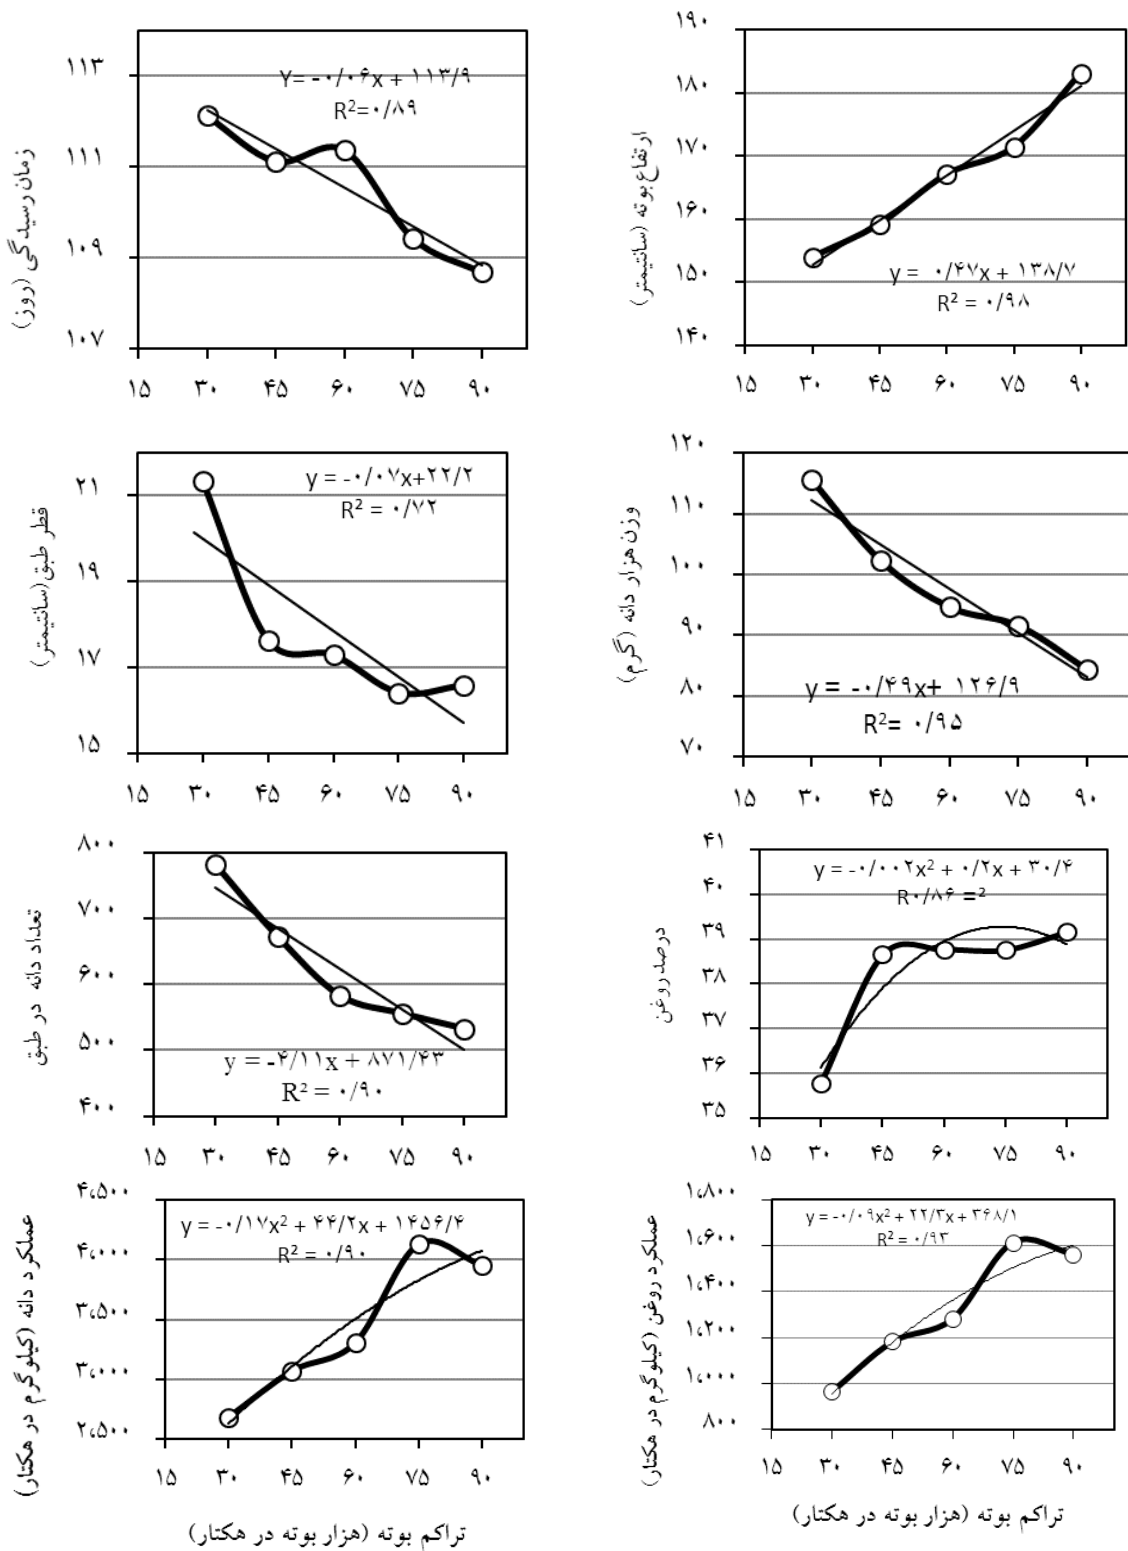 زمان رسیدگی (روز)
۱۱۳
۱۱۱
۱۰۹
۱۰۷
Y= -۰/۰۶x + ۱۱۳/۹
R²=۰/۸۹
۱۵ ۳۰ ۴۵ ۶۰ ۷۵ ۹۰
ارتفاع بوته (سانتیمتر)
۱۹۰
۱۸۰
۱۷۰
۱۶۰
۱۵۰
۱۴۰
y = ۰/۴۷x + ۱۳۸/۷
R² = ۰/۹۸
۱۵ ۳۰ ۴۵ ۶۰ ۷۵ ۹۰
قطر طبق (سانتیمتر)
۲۱
۱۹
۱۷
۱۵
y = -۰/۰۷x+۲۲/۲
R² = ۰/۷۲
۱۵ ۳۰ ۴۵ ۶۰ ۷۵ ۹۰
وزن هزار دانه (گرم)
۱۲۰
۱۱۰
۱۰۰
۹۰
۸۰
۷۰
y = -۰/۴۹x+ ۱۲۶/۹
R²= ۰/۹۵
۱۵ ۳۰ ۴۵ ۶۰ ۷۵ ۹۰
تعداد دانه در طبق
۸۰۰
۷۰۰
۶۰۰
۵۰۰
۴۰۰
y = -۴/۱۱x + ۸۷۱/۴۳
R² = ۰/۹۰
۱۵ ۳۰ ۴۵ ۶۰ ۷۵ ۹۰
درصد روغن
۴۱
۴۰
۳۹
۳۸
۳۷
۳۶
۳۵
y = -۰/۰۰۲x² + ۰/۲x + ۳۰/۴
R۰/۸۶ =²
۱۵ ۳۰ ۴۵ ۶۰ ۷۵ ۹۰
عملکرد دانه (کیلوگرم در هکتار)
۴،۵۰۰
۴،۰۰۰
۳،۵۰۰
۳،۰۰۰
۲،۵۰۰
y = -۰/۱۷x² + ۴۴/۲x + ۱۴۵۶/۴
R² = ۰/۹۰
۱۵ ۳۰ ۴۵ ۶۰ ۷۵ ۹۰
تراکم بوته (هزار بوته در هکتار)
عملکرد روغن (کیلوگرم در هکتار)
۱،۸۰۰
۱،۶۰۰
۱،۴۰۰
۱،۲۰۰
۱،۰۰۰
۸۰۰
y = -۰/۰۹x² + ۲۲/۳x + ۳۶۸/۱
R² = ۰/۹۳
۱۵ ۳۰ ۴۵ ۶۰ ۷۵ ۹۰
تراکم بوته (هزار بوته در هکتار)